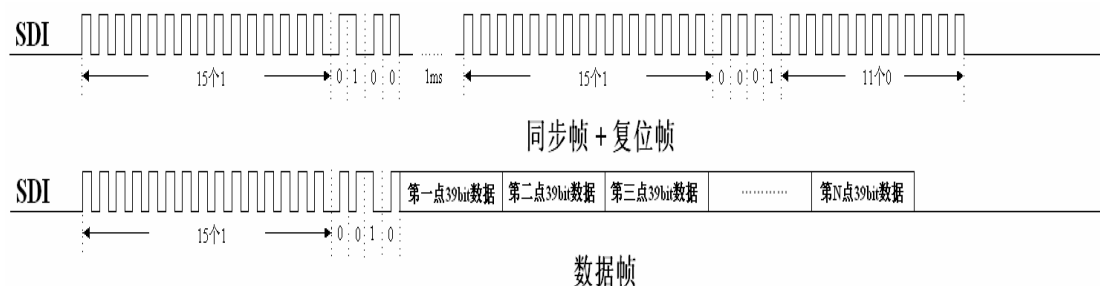 SDI
15个1 0 1 0 0 1ms 15个1 0 0 0 1 11个0
同步帧 + 复位帧
SDI 第一点39bit数据 第二点39bit数据 第三点39bit数据 ………… 第N点39bit数据
15个1 0 0 1 0
数据帧